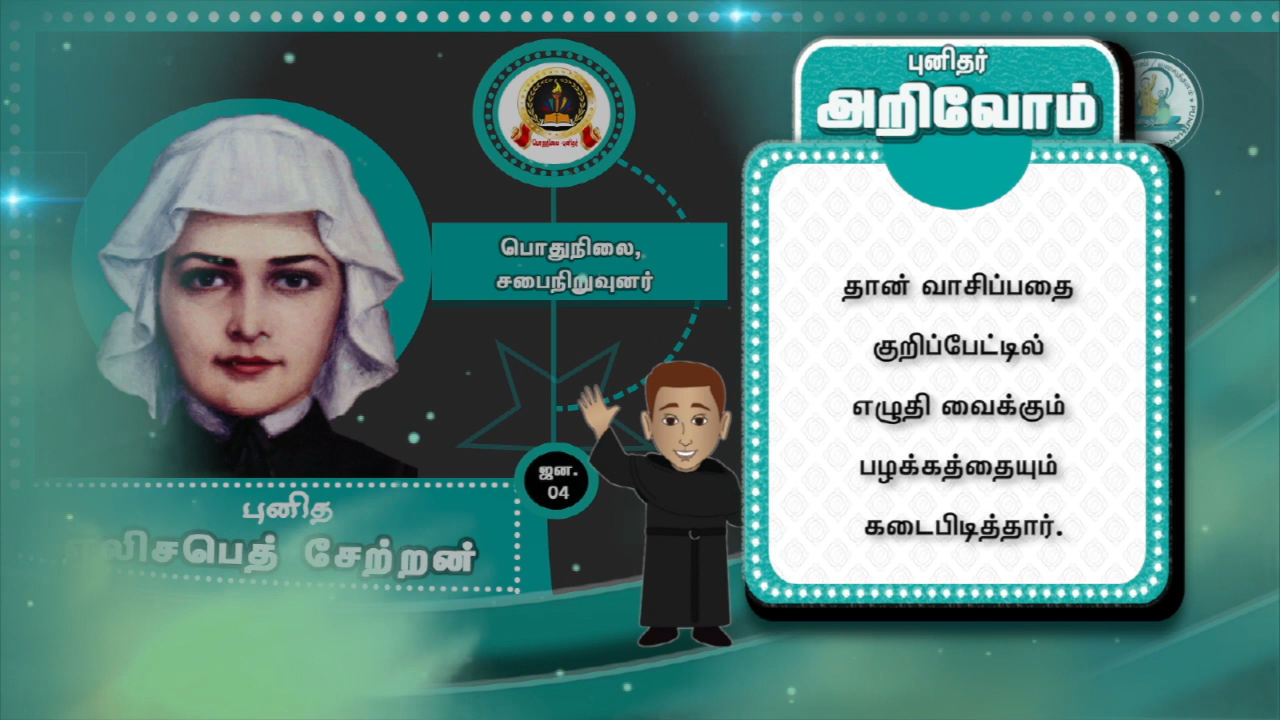 புனிதர்
அறிவோம்
பொதுநிலை,
சபைநிறுவுனர்
தான் வாசிப்பதை
குறிப்பேட்டில்
எழுதி வைக்கும்
பழக்கத்தையும்
கடைபிடித்தார்.
ஜன.
04
புனித
சேற்றன்